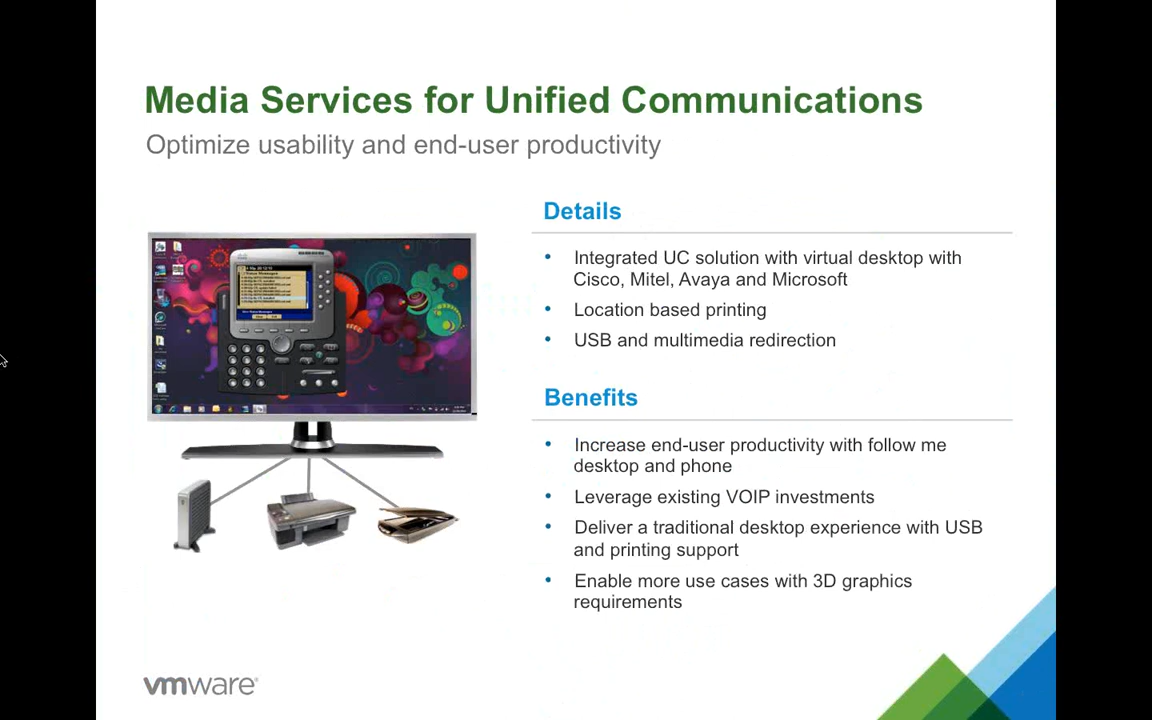 Media Services for Unified Communications
Optimize usability and end-user productivity
Details
• Integrated UC solution with virtual desktop with
Cisco, Mitel, Avaya and Microsoft
• Location based printing
• USB and multimedia redirection
Benefits
• Increase end-user productivity with follow me
desktop and phone
• Leverage existing VOIP investments
• Deliver a traditional desktop experience with USB
and printing support
• Enable more use cases with 3D graphics
requirements
vmware